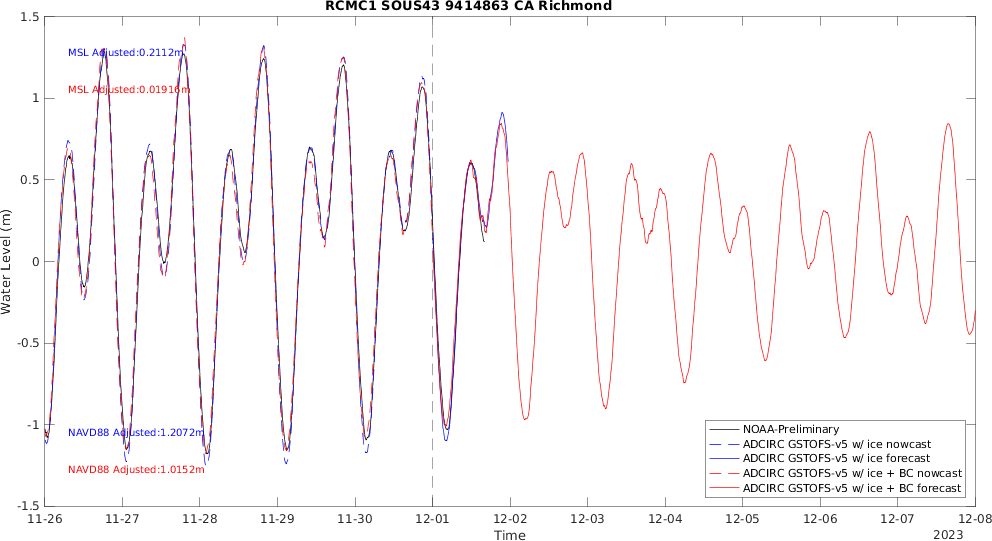 RCMC1 SOUS43 9414863 CA Richmond
1.5
1
0.5
0
-0.5
-1
-1.5
Water Level (m)
MSL Adjusted:0.2112m
MSL Adjusted:0.01916m
NAVD88 Adjusted:1.2072m
NAVD88 Adjusted:1.0152m
NOAA-Preliminary
ADCIRC GSTOFS-v5 w/ ice nowcast
ADCIRC GSTOFS-v5 w/ ice forecast
ADCIRC GSTOFS-v5 w/ ice + BC nowcast
ADCIRC GSTOFS-v5 w/ ice + BC forecast
11-26 11-27 11-28 11-29 11-30 12-01 12-02 12-03 12-04 12-05 12-06 12-07 12-08
Time
2023